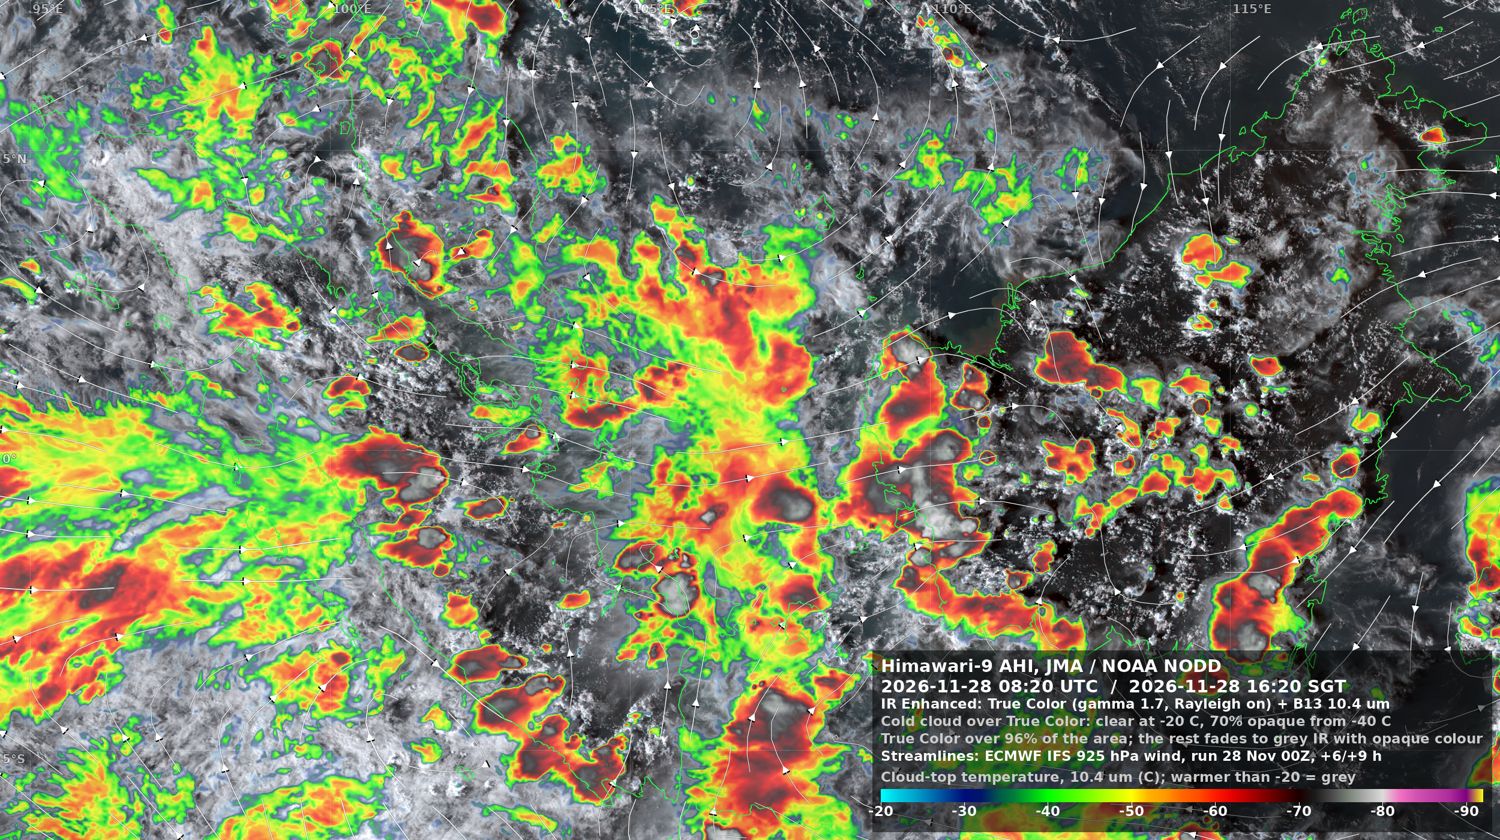 95°E 100°E 105°E 110°E 115°E
5°N
0°
5°S
Himawari-9 AHI, JMA / NOAA NODD
2026-11-28 08:20 UTC / 2026-11-28 16:20 SGT
IR Enhanced: True Color (gamma 1.7, Rayleigh on) + B13 10.4 um
Cold cloud over True Color: clear at -20 C, 70% opaque from -40 C
True Color over 96% of the area; the rest fades to grey IR with opaque colour
Streamlines: ECMWF IFS 925 hPa wind, run 28 Nov 00Z, +6/+9 h
Cloud-top temperature, 10.4 um (C); warmer than -20 = grey
-20 -30 -40 -50 -60 -70 -80 -90